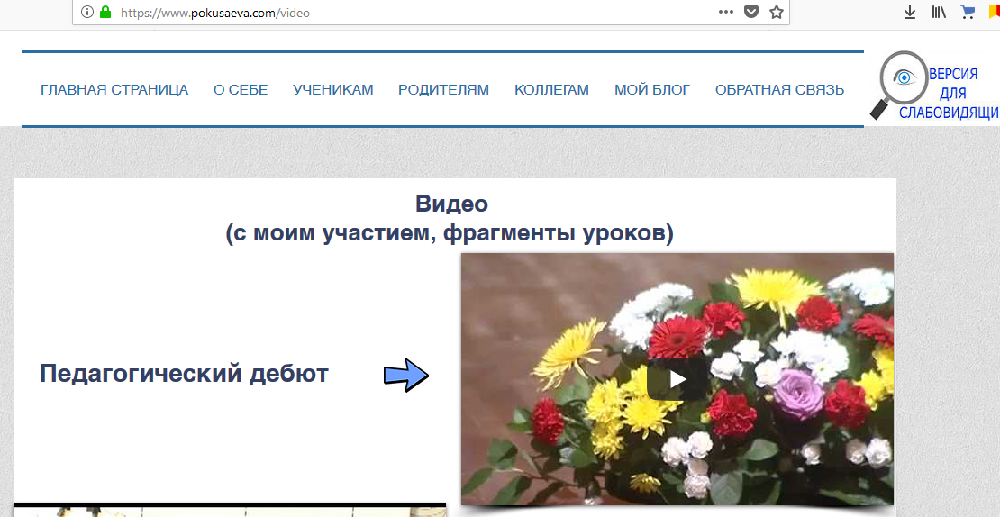 https://www.pokusaeva.com/video
ГЛАВНАЯ СТРАНИЦА О СЕБЕ УЧЕНИКАМ РОДИТЕЛЯМ КОЛЛЕГАМ МОЙ БЛОГ ОБРАТНАЯ СВЯЗЬ
ВЕРСИЯ
ДЛЯ
СЛАБОВИДЯЩИ
Видео
(с моим участием, фрагменты уроков)
Педагогический дебют